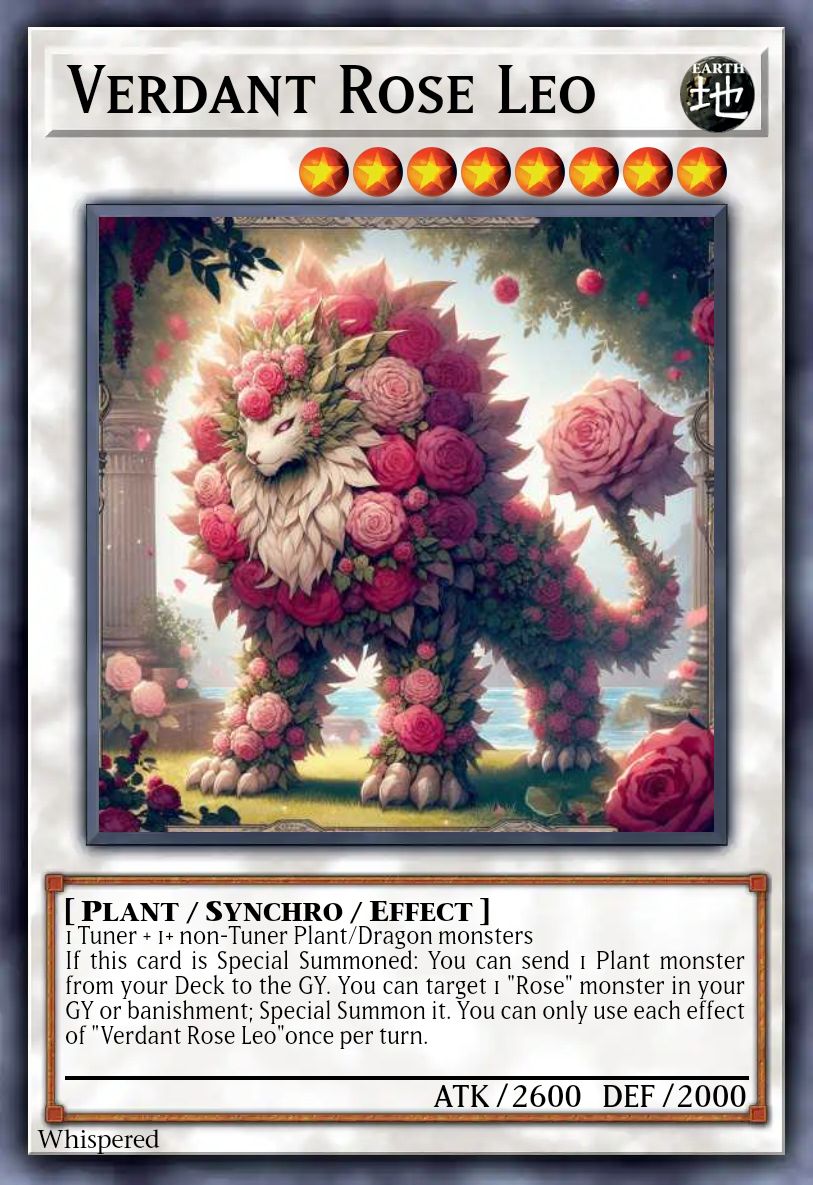 Verdant Rose Leo
EARTH
地
[ Plant / Synchro / Effect ]
1 Tuner + 1+ non-Tuner Plant/Dragon monsters
If this card is Special Summoned: You can send 1 Plant monster
from your Deck to the GY. You can target 1 "Rose" monster in your
GY or banishment; Special Summon it. You can only use each effect
of "Verdant Rose Leo"once per turn.
ATK/2600 DEF/2000
Whispered